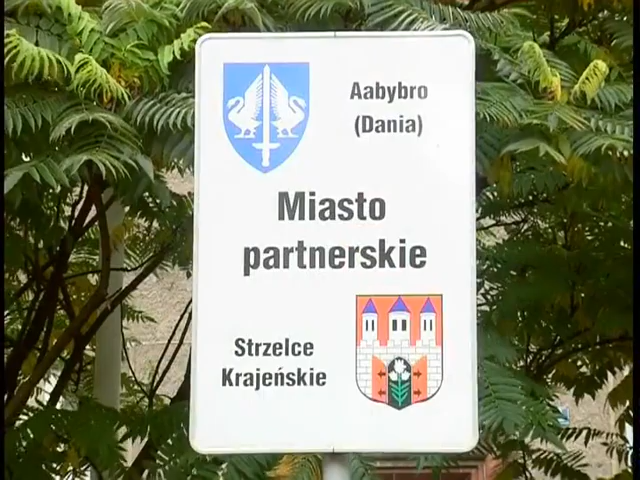 Aabybro
(Dania)
Miasto
partnerskie
Strzelce
Krajeńskie